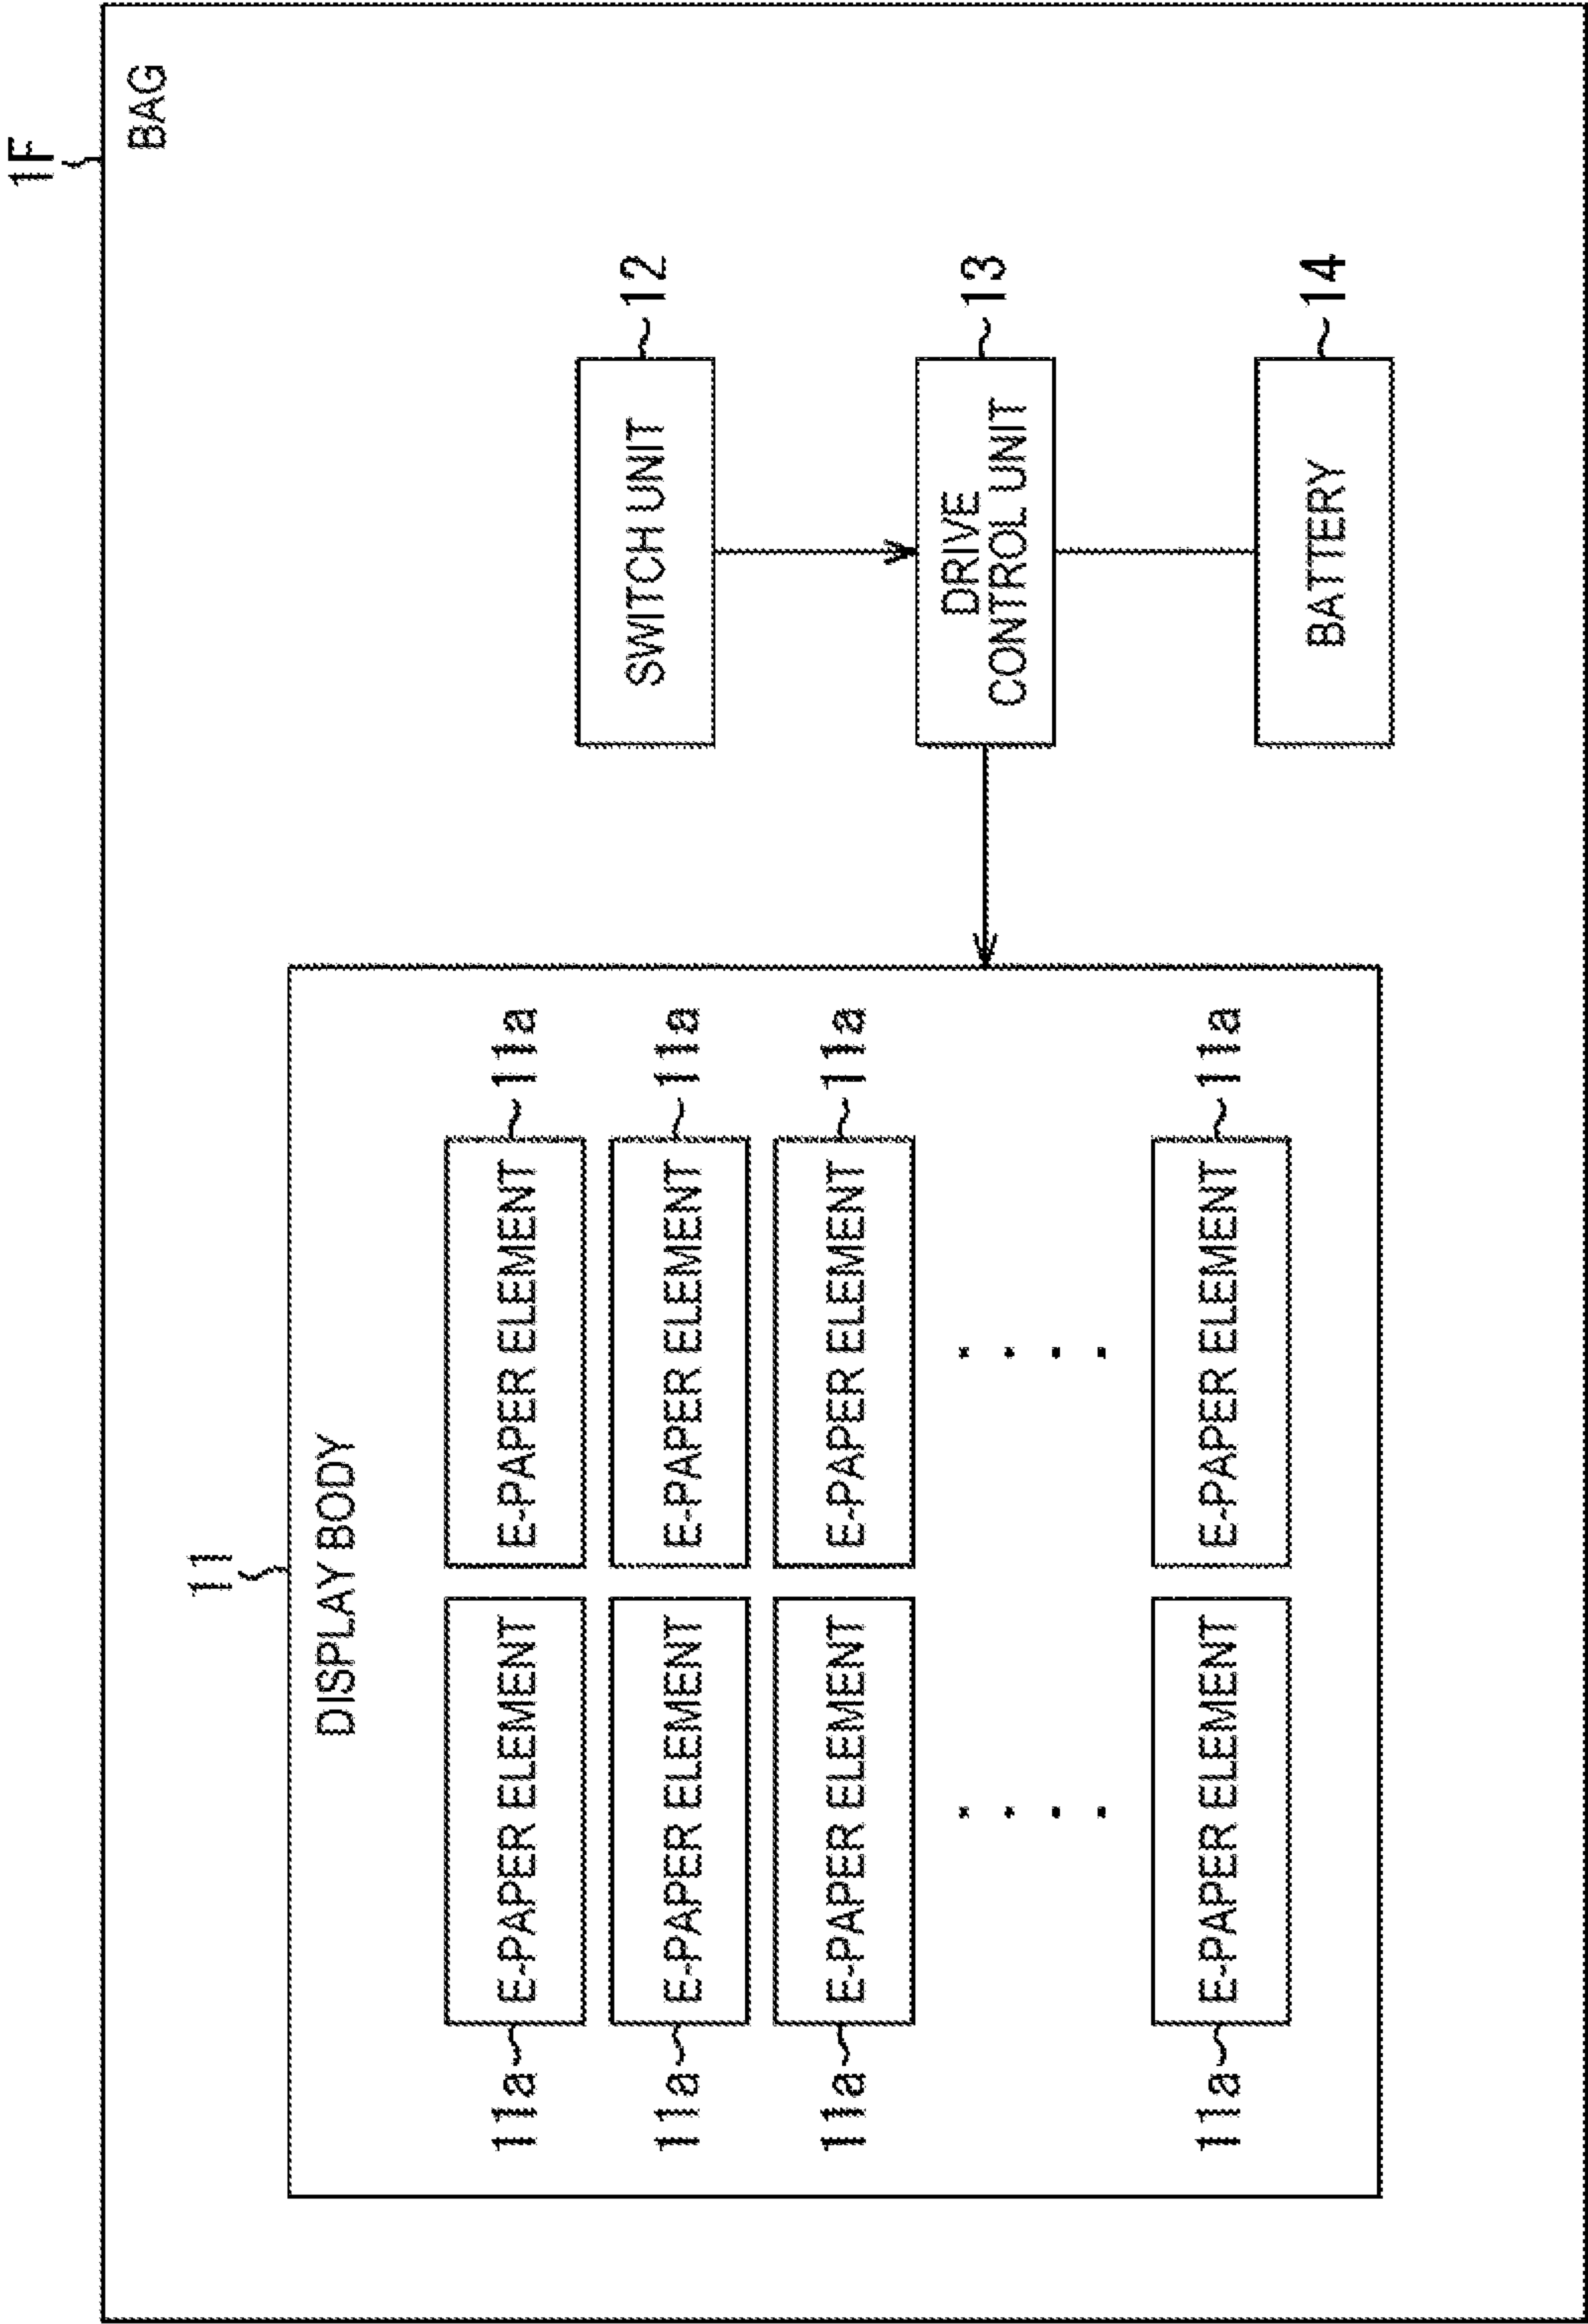 1F
BAG
11
DISPLAY BODY
11a E-PAPER ELEMENT E-PAPER ELEMENT 11a
11a E-PAPER ELEMENT E-PAPER ELEMENT 11a
11a E-PAPER ELEMENT E-PAPER ELEMENT 11a
11a E-PAPER ELEMENT E-PAPER ELEMENT 11a
SWITCH UNIT 12
DRIVE
CONTROL UNIT 13
BATTERY 14